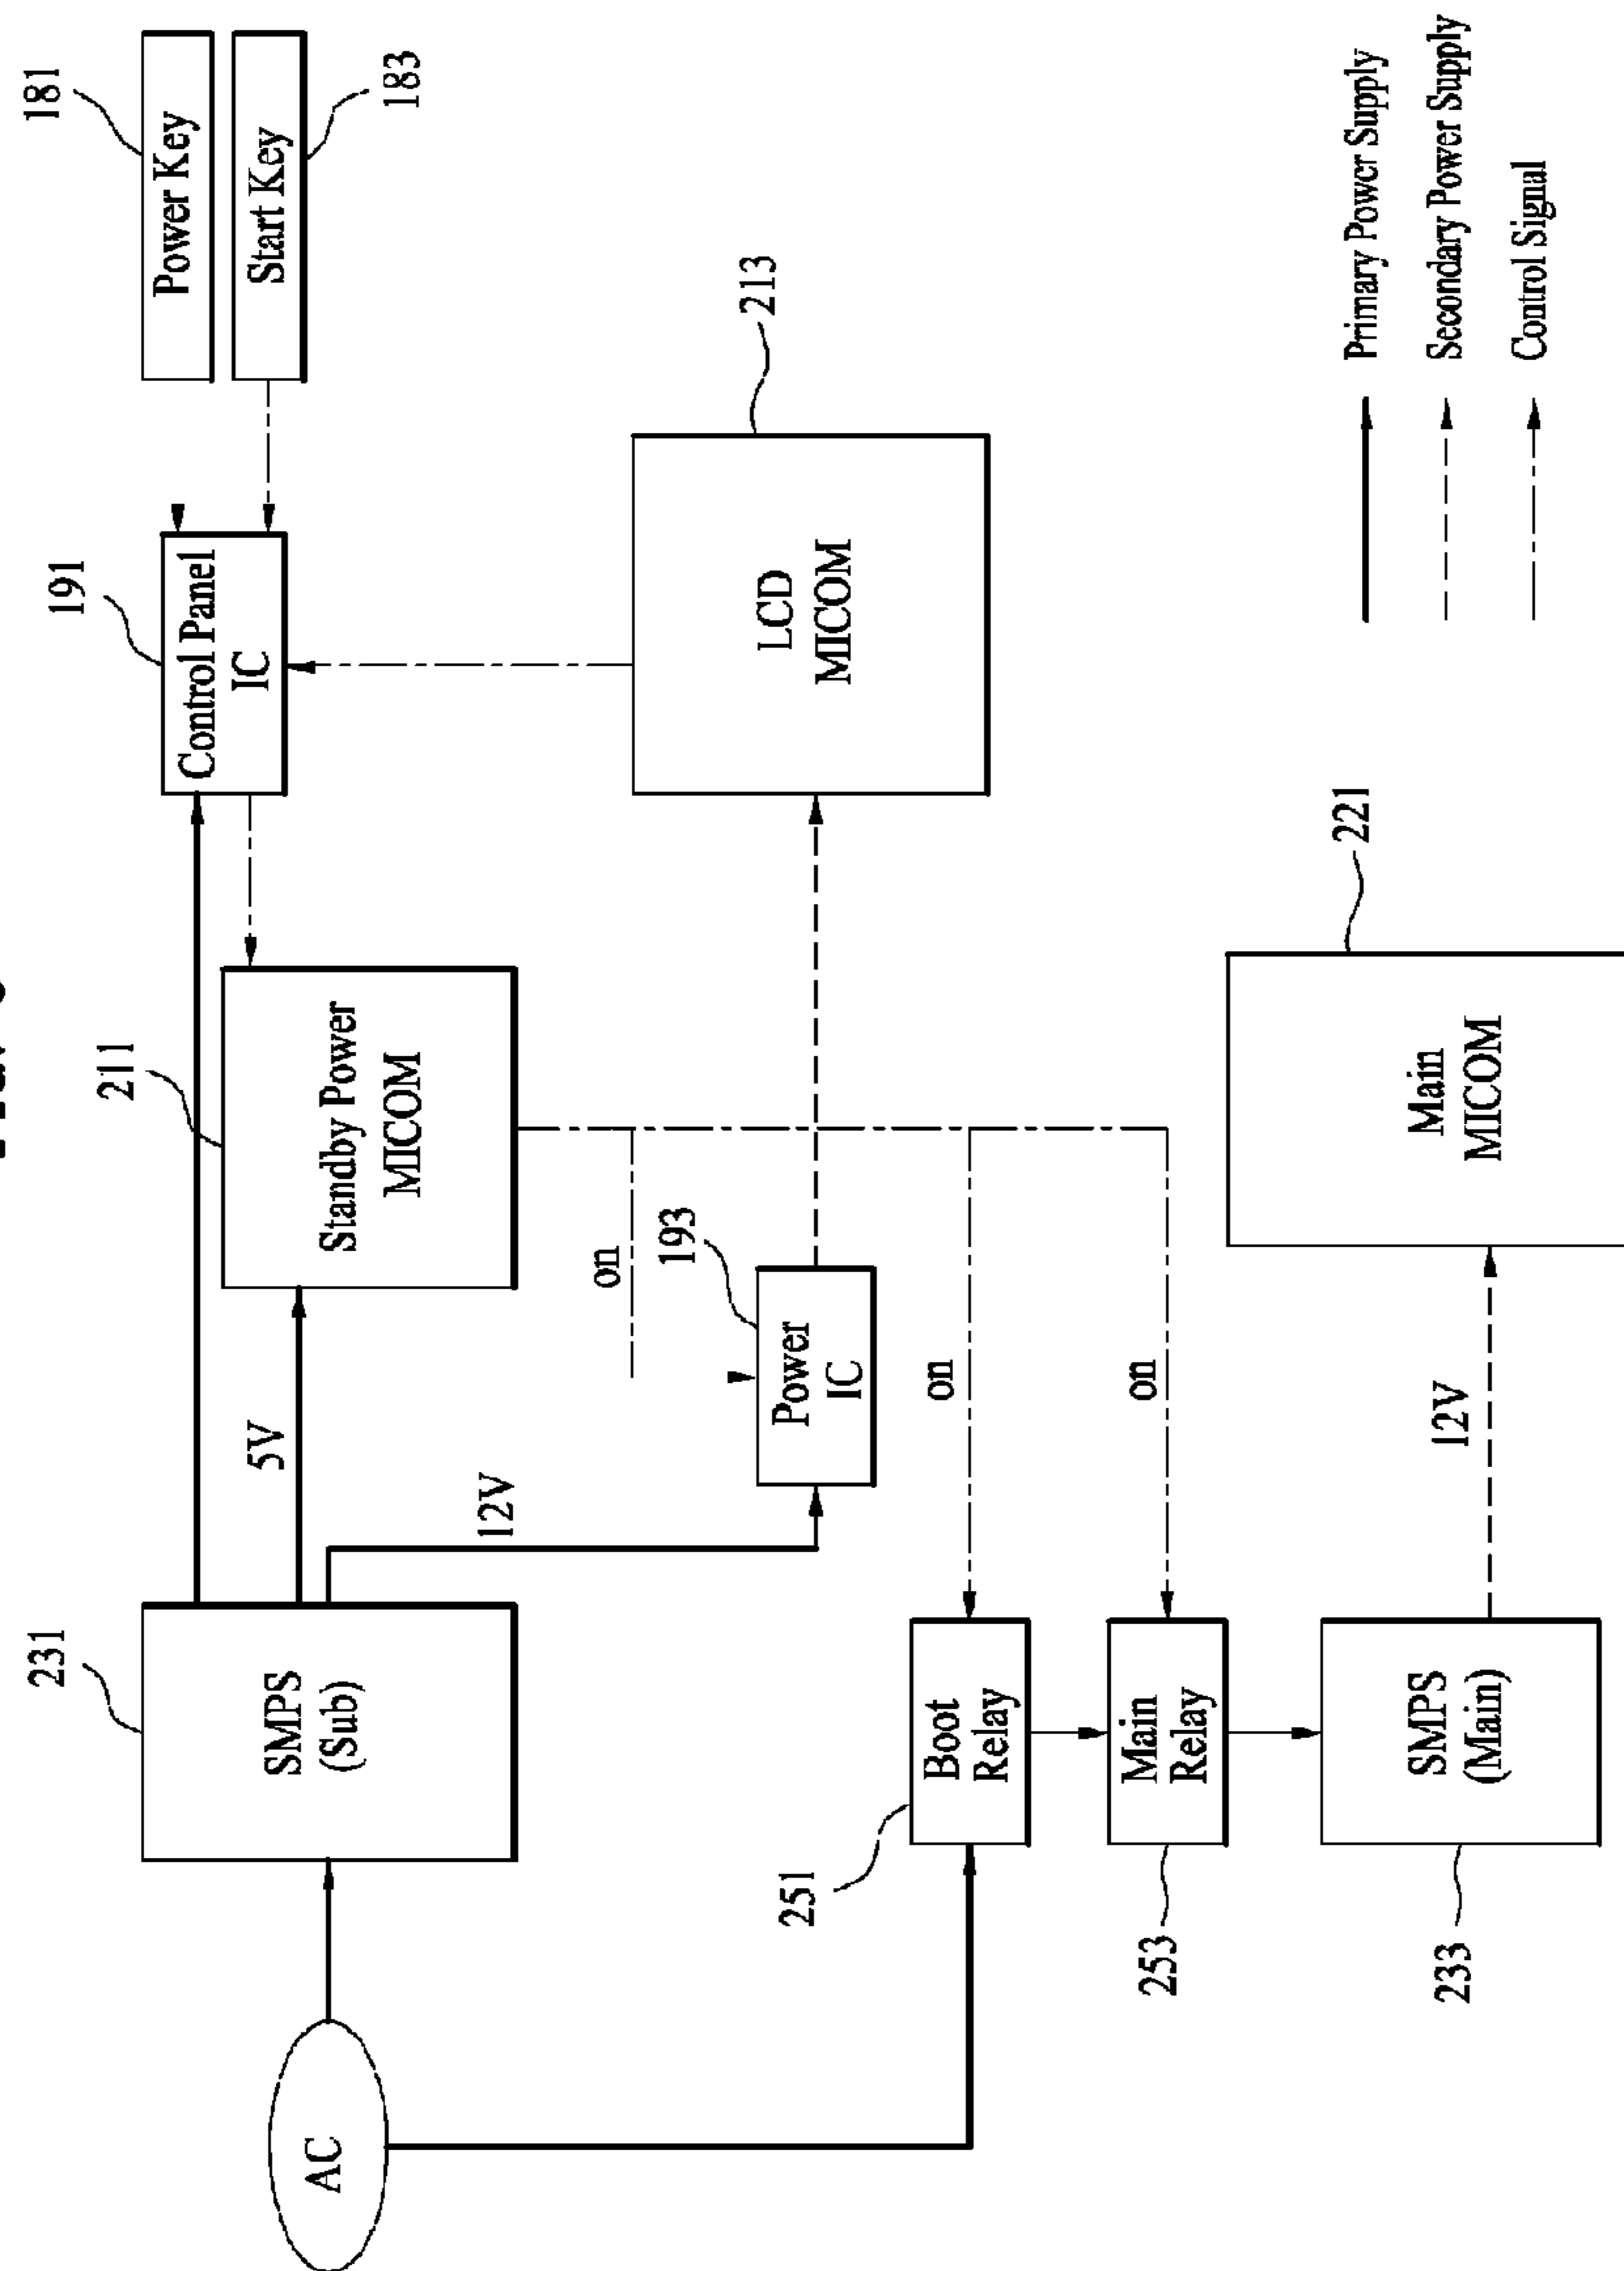 231
211
191
181
SMPS
(Sub)
5V
12V
Standby Power
MICOM
Control Panel
IC
Power Key
Start Key
183
AC
on
193
Power
IC
213
LCD
MICOM
251
Boot
Relay
on
253
Main
Relay
on
233
SMPS
(Main)
12V
221
Main
MICOM
Primary Power Supply
Secondary Power Supply
Control Signal